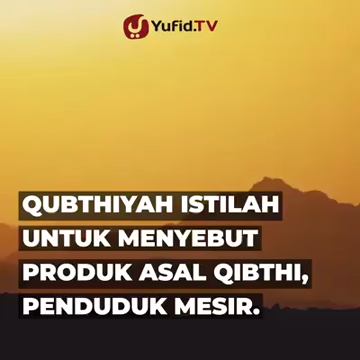 Yufid.TV
QUBTHIYAH ISTILAH
UNTUK MENYEBUT
PRODUK ASAL QIBTHI,
PENDUDUK MESIR.